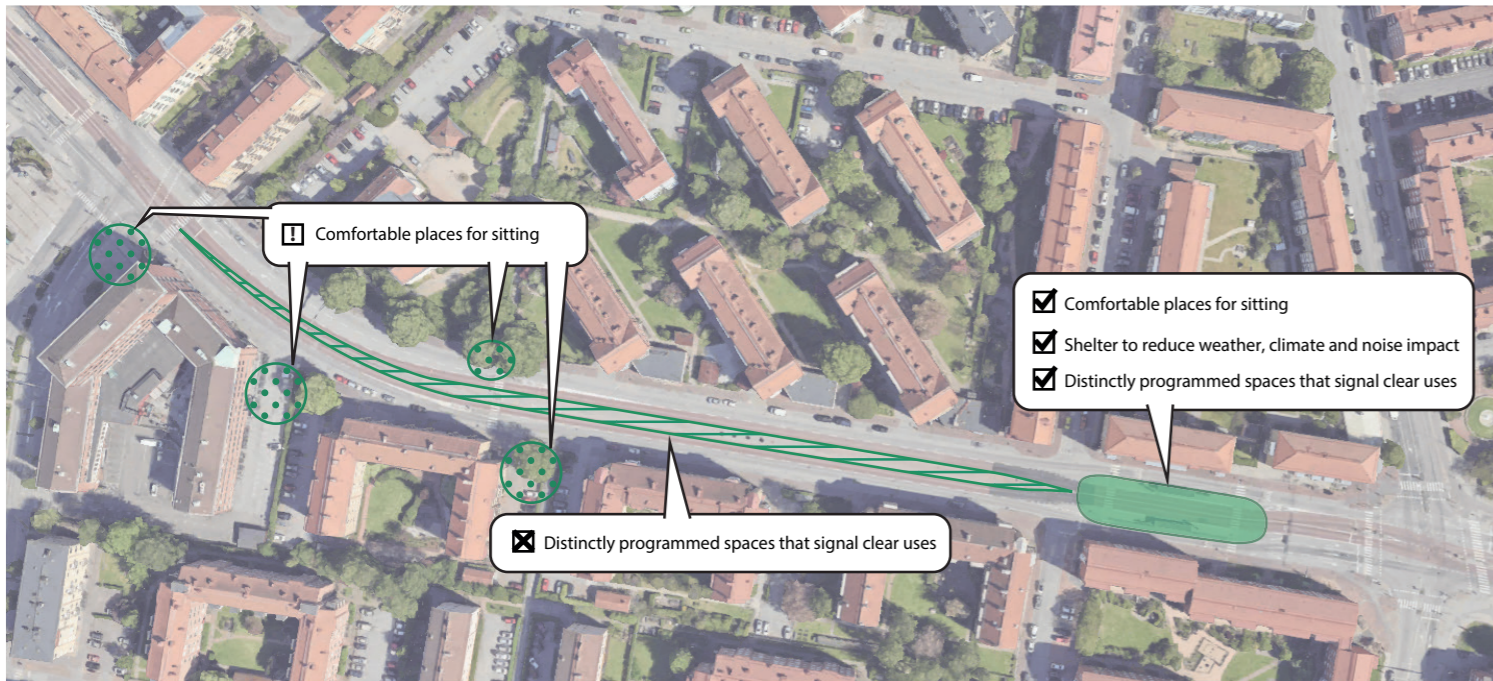 ! Comfortable places for sitting
Comfortable places for sitting
Shelter to reduce weather, climate and noise impact
Distinctly programmed spaces that signal clear uses
Distinctly programmed spaces that signal clear uses